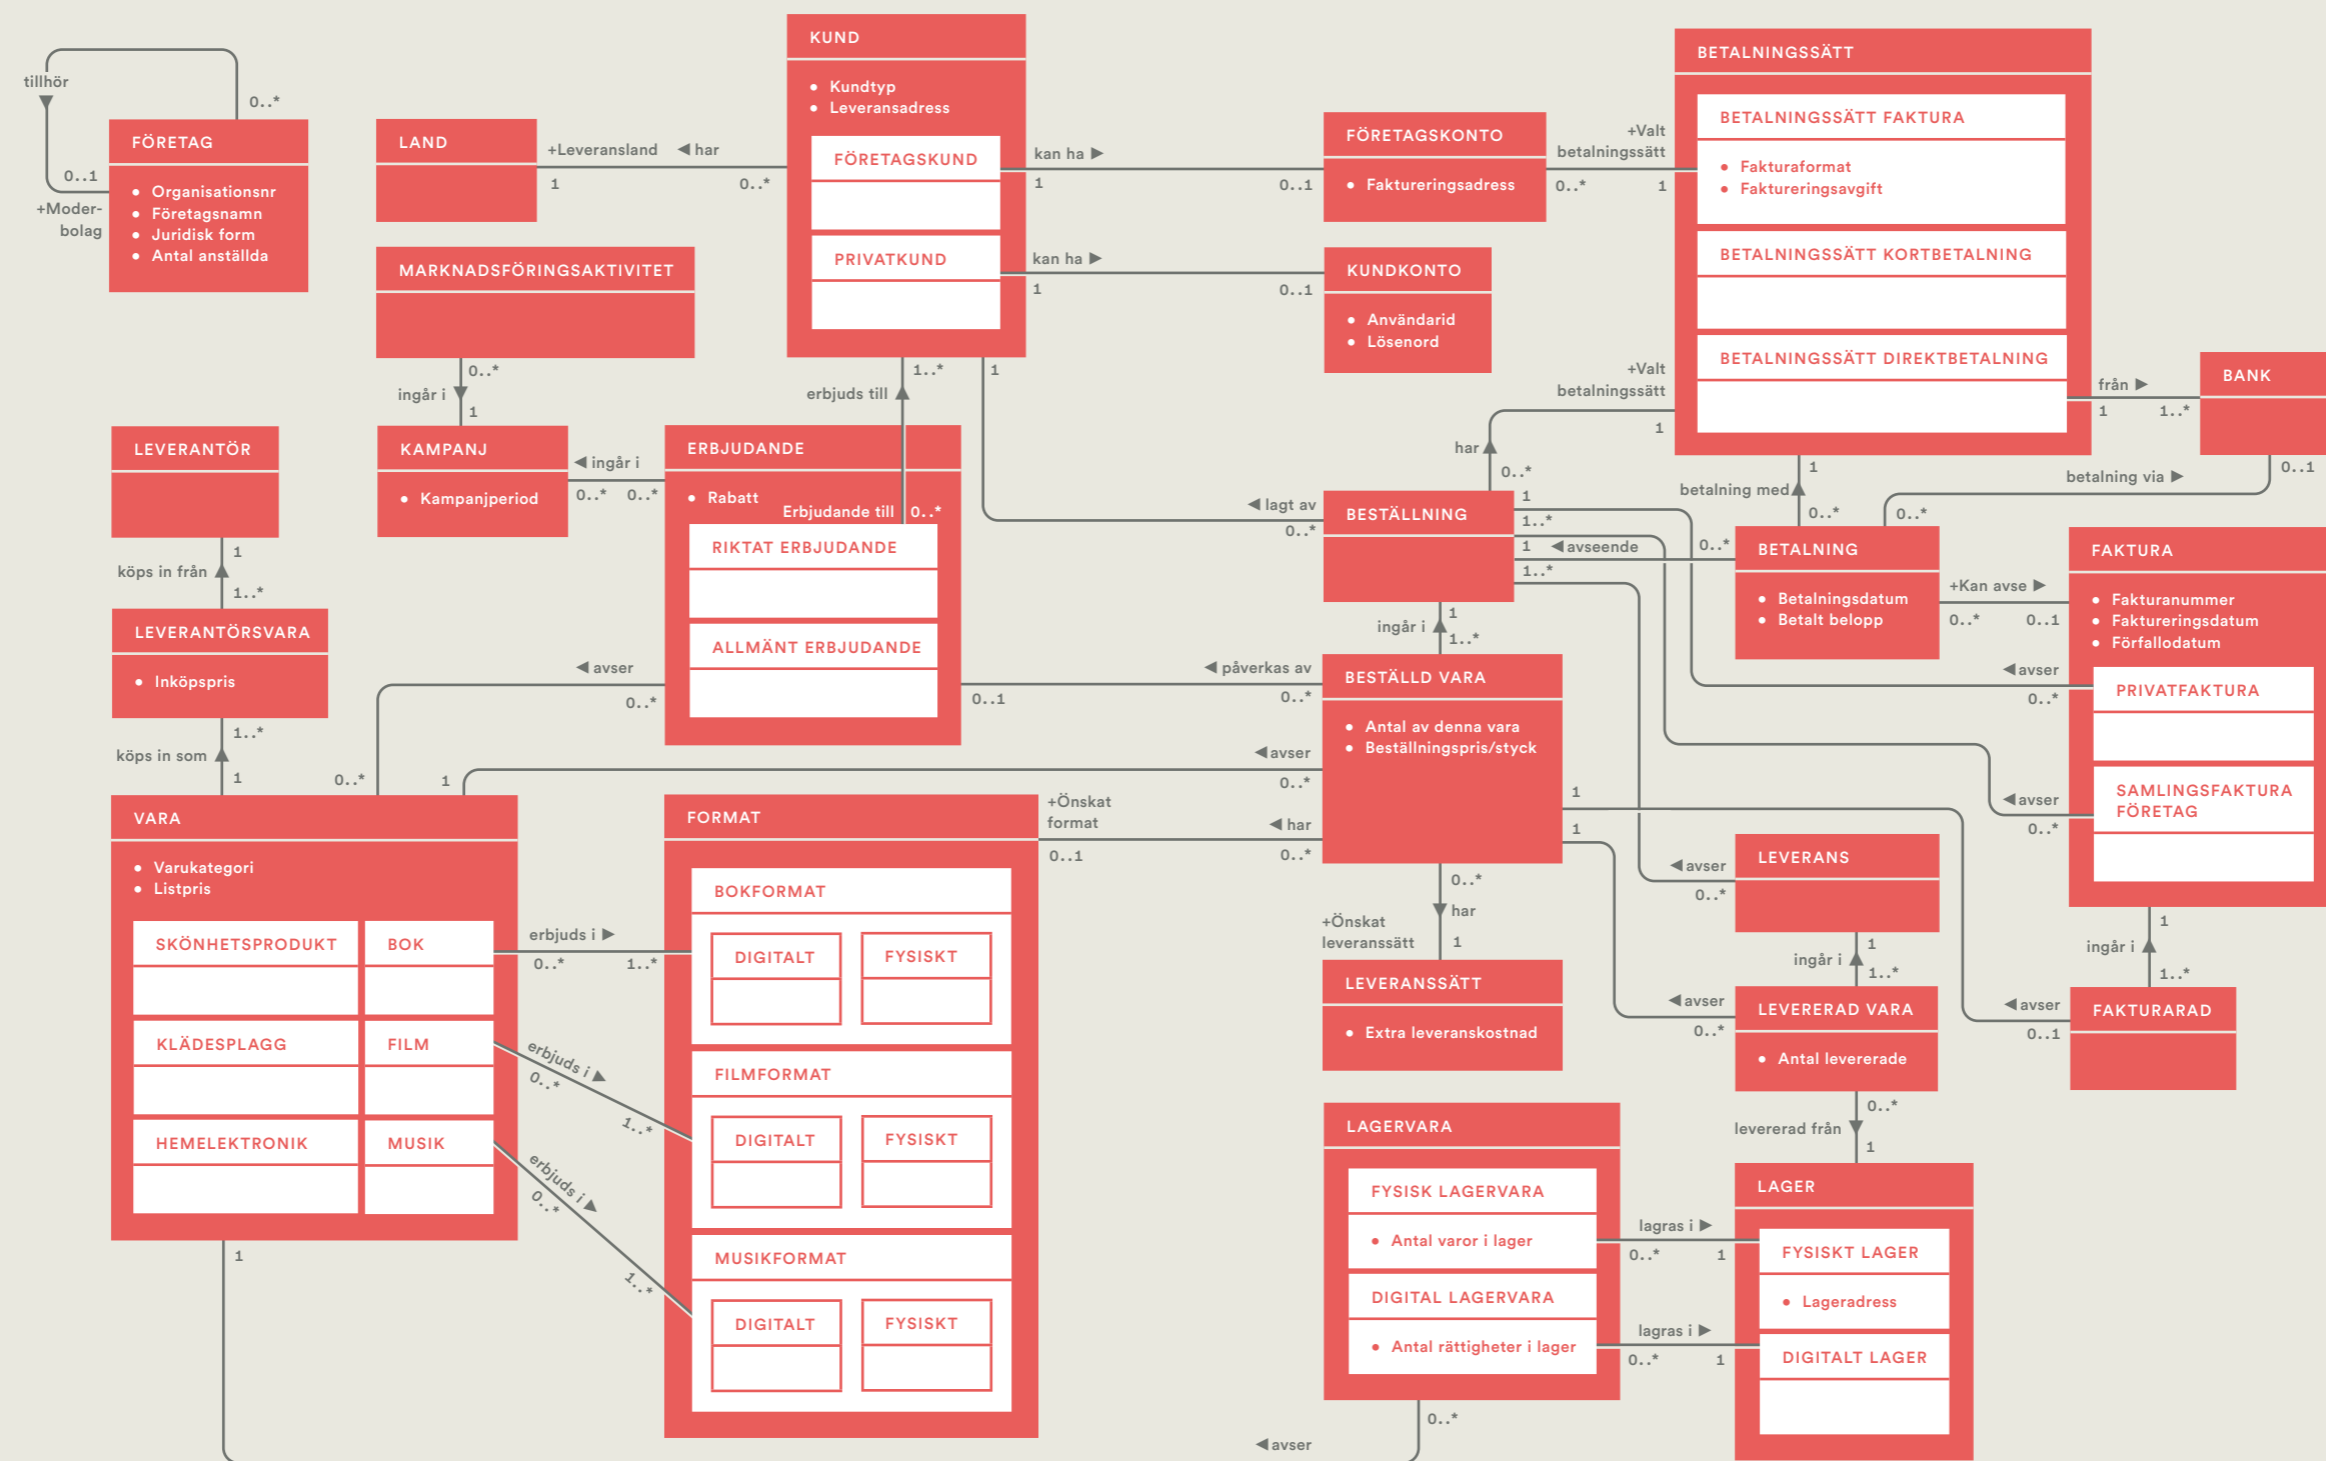 tillhör
0..*
0..1
+Moder-
bolag
FÖRETAG
• Organisationsnr
• Företagsnamn
• Juridisk form
• Antal anställda
LAND
+Leveransland ◄ har
1
0..*
KUND
• Kundtyp
• Leveransadress
FÖRETAGSKUND
PRIVATKUND
kan ha ►
1
0..1
kan ha ►
1
0..1
FÖRETAGSKONTO
• Faktureringsadress
+Valt
betalningssätt
0..*
1
KUNDKONTO
• Användarid
• Lösenord
BETALNINGSSÄTT
BETALNINGSSÄTT FAKTURA
• Fakturaformat
• Faktureringsavgift
BETALNINGSSÄTT KORTBETALNING
BETALNINGSSÄTT DIREKTBETALNING
från ►
1
1..*
BANK
0..1
MARKNADSFÖRINGSAKTIVITET
0..*
ingår i
1
KAMPANJ
• Kampanjperiod
◄ ingår i
0..*
0..*
ERBJUDANDE
• Rabatt
Erbjudande till
0..*
erbjuds till
1..*
1
RIKTAT ERBJUDANDE
ALLMÄNT ERBJUDANDE
LEVERANTÖR
1
köps in från
1..*
LEVERANTÖRSVARA
• Inköpspris
1..*
köps in som
1
◄ avser
0..*
0..*
1
+Valt
betalningssätt
1
har
0..*
◄ lagt av
0..*
BESTÄLLNING
1
1..*
1
◄ avseende
1..*
0..*
1
betalning med
0..*
betalning via ►
0..*
BETALNING
• Betalningsdatum
• Betalt belopp
+Kan avse ►
0..*
0..1
FAKTURA
• Fakturanummer
• Faktureringsdatum
• Förfallodatum
PRIVATFAKTURA
SAMLINGSFAKTURA
FÖRETAG
◄ avser
0..*
◄ avser
0..*
1
ingår i
1..*
◄ påverkas av
0..1
0..*
BESTÄLLD VARA
• Antal av denna vara
• Beställningspris/styck
◄ avser
0..*
+Önskat
format
0..1
◄ har
0..*
1
1
0..*
har
+Önskat
leveranssätt
1
LEVERANSSÄTT
• Extra leveranskostnad
◄ avser
0..*
LEVERANS
1
ingår i
1..*
◄ avser
0..*
LEVERERAD VARA
• Antal levererade
1
ingår i
1..*
◄ avser
0..1
FAKTURARAD
0..*
levererad från
1
VARA
• Varukategori
• Listpris
SKÖNHETSPRODUKT
BOK
KLÄDESPLAGG
FILM
HEMELEKTRONIK
MUSIK
erbjuds i ►
0..*
1..*
erbjuds i ►
0..*
1..*
erbjuds i ►
0..*
1..*
1
FORMAT
BOKFORMAT
DIGITALT
FYSISKT
FILMFORMAT
DIGITALT
FYSISKT
MUSIKFORMAT
DIGITALT
FYSISKT
LAGERVARA
FYSISK LAGERVARA
• Antal varor i lager
DIGITAL LAGERVARA
• Antal rättigheter i lager
lagras i ►
0..*
1
lagras i ►
0..*
1
LAGER
FYSISKT LAGER
• Lageradress
DIGITALT LAGER
0..*
◄ avser